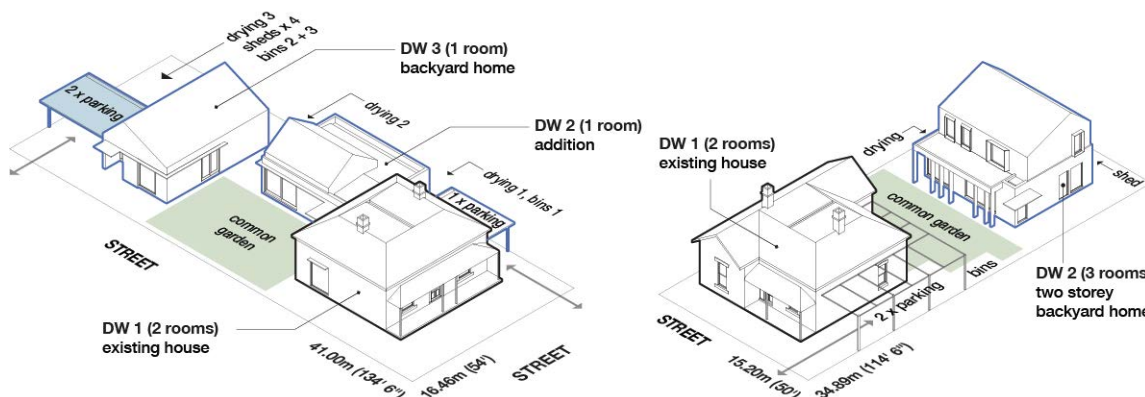 drying 3
sheds x 4
bins 2 + 3
DW 3 (1 room)
backyard home
2 x parking
drying 2
DW 2 (1 room)
addition
drying 1, bins 1
1 x parking
common
garden
STREET
DW 1 (2 rooms)
existing house
41.00m (134' 6")
16.46m (54')
STREET
DW 1 (2 rooms)
existing house
drying
shed
common garden
bins
2 x parking
DW 2 (3 rooms
two storey
backyard home
STREET
15.20m (50')
34.89m (114' 6")